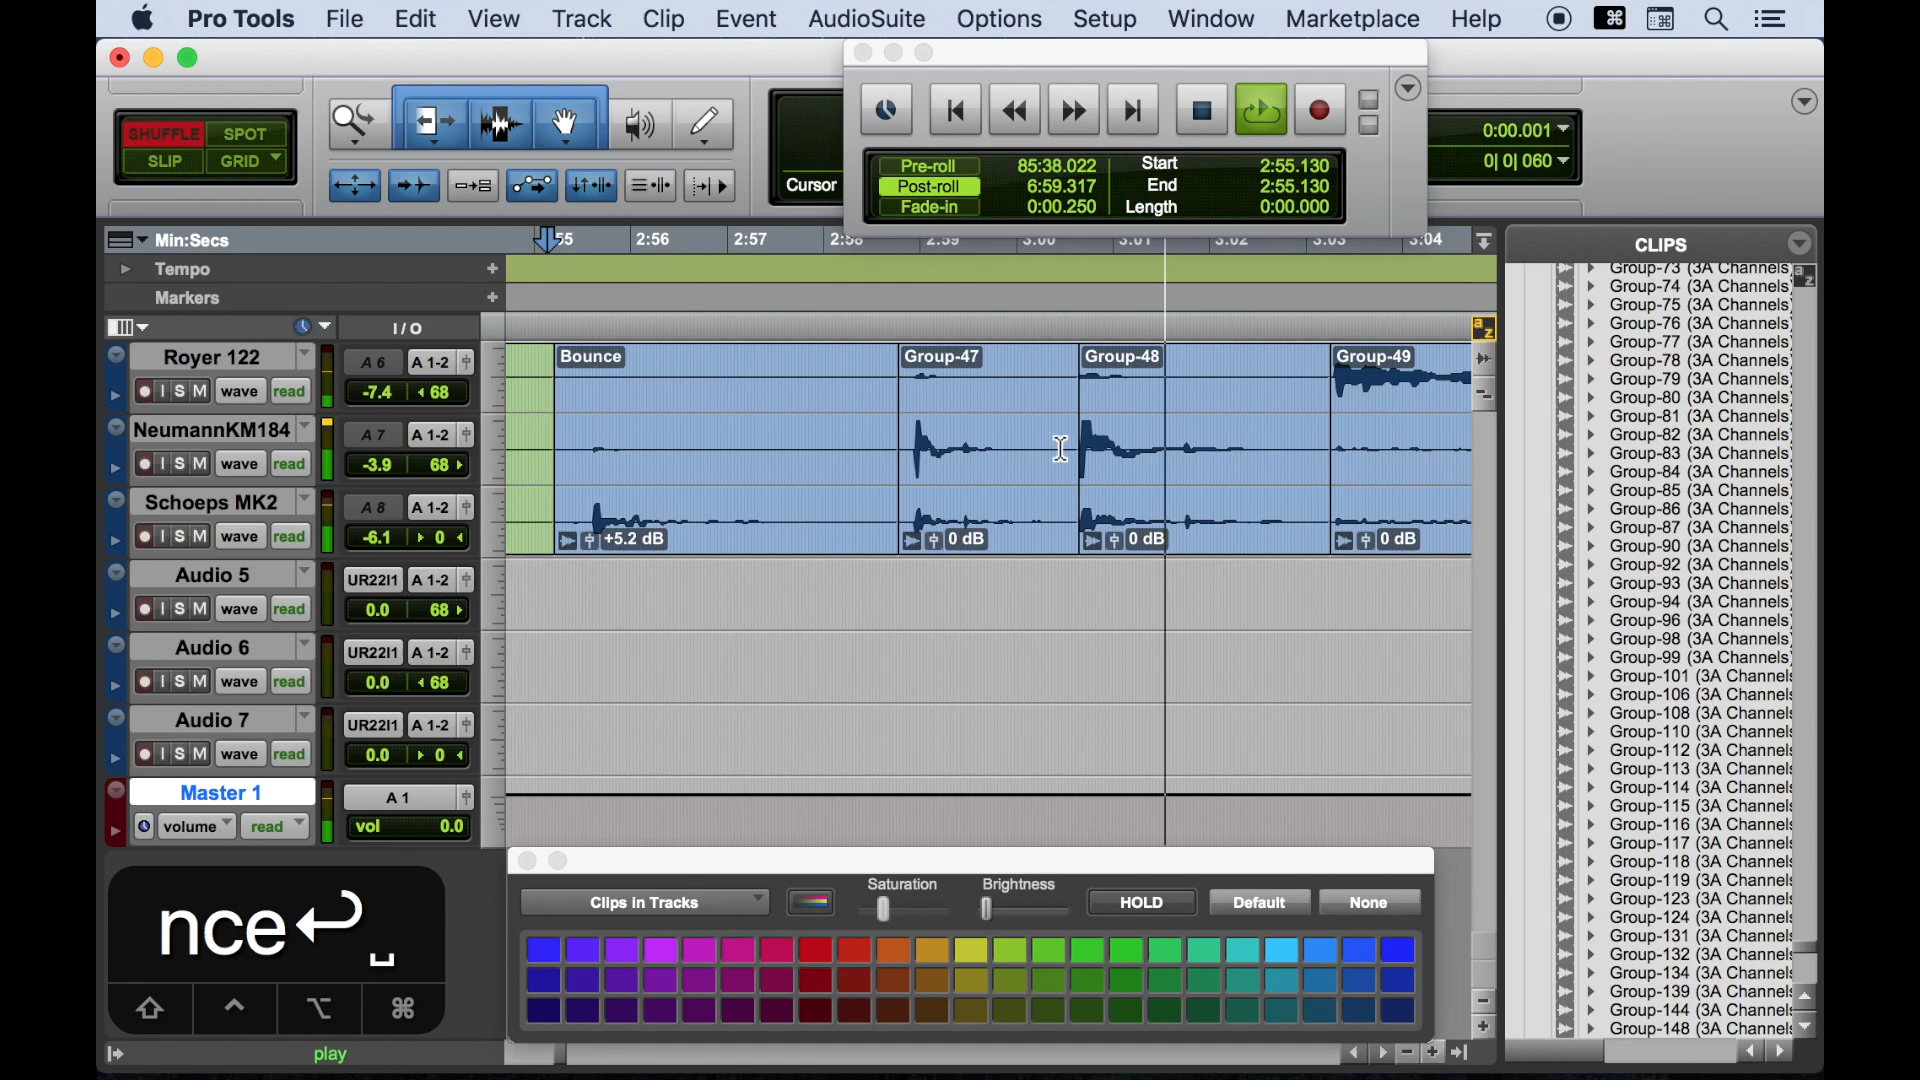 Pro Tools File Edit View Track Clip Event AudioSuite Options Setup Window Marketplace Help
SHUFFLE SPOT
SLIP GRID
Cursor
Pre-roll 85:38.022 Start 2:55.130
Post-roll 6:59.317 End 2:55.130
Fade-in 0:00.250 Length 0:00.000
0:00.001
0| 0| 060
Min:Secs
55 2:56 2:57 2:58 2:59 3:00 3:01 3:02 3:03 3:04
CLIPS
Tempo
Markers
I / O
a z
Royer 122 A 6 A 1-2
I S M wave read -7.4 68
NeumannKM184 A 7 A 1-2
I S M wave read -3.9 68
Schoeps MK2 A 8 A 1-2
I S M wave read -6.1 0
Audio 5 UR22I1 A 1-2
I S M wave read 0.0 68
Audio 6 UR22I1 A 1-2
I S M wave read 0.0 68
Audio 7 UR22I1 A 1-2
I S M wave read 0.0 0
Master 1 A 1
volume read vol 0.0
Bounce Group-47 Group-48 Group-49
+5.2 dB 0 dB 0 dB 0 dB
Group-73 (3A Channels)
Group-74 (3A Channels)
Group-75 (3A Channels)
Group-76 (3A Channels)
Group-77 (3A Channels)
Group-78 (3A Channels)
Group-79 (3A Channels)
Group-80 (3A Channels)
Group-81 (3A Channels)
Group-82 (3A Channels)
Group-83 (3A Channels)
Group-84 (3A Channels)
Group-85 (3A Channels)
Group-86 (3A Channels)
Group-87 (3A Channels)
Group-90 (3A Channels)
Group-92 (3A Channels)
Group-93 (3A Channels)
Group-94 (3A Channels)
Group-96 (3A Channels)
Group-98 (3A Channels)
Group-99 (3A Channels)
Group-101 (3A Channels
Group-106 (3A Channels
Group-108 (3A Channels
Group-110 (3A Channels
Group-112 (3A Channels
Group-113 (3A Channels
Group-114 (3A Channels
Group-115 (3A Channels
Group-116 (3A Channels
Group-117 (3A Channels
Group-118 (3A Channels
Group-119 (3A Channels
Group-123 (3A Channels
Group-124 (3A Channels
Group-131 (3A Channels
Group-132 (3A Channels
Group-134 (3A Channels
Group-139 (3A Channels
Group-144 (3A Channels
Group-148 (3A Channels
Clips in Tracks Saturation Brightness HOLD Default None
nce↩␣
⇧ ^ ⌥ ⌘
play